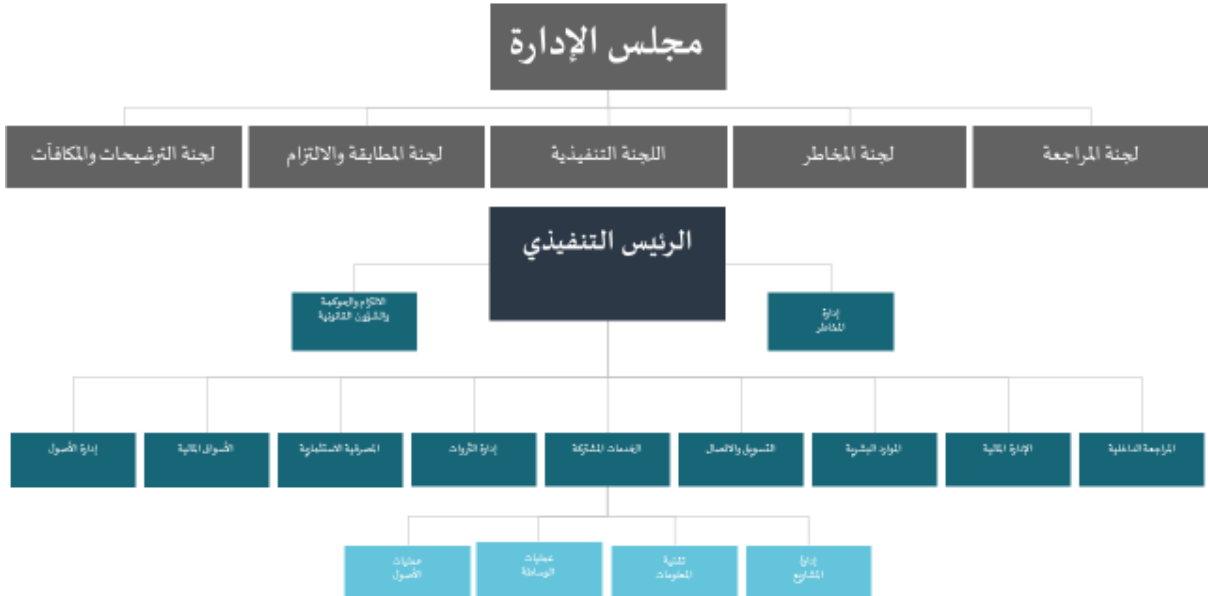 مجلس الإدارة
لجنة المراجعة
لجنة المخاطر
اللجنة التنفيذية
لجنة المطابقة والالتزام
لجنة الترشيحات والمكافآت
الرئيس التنفيذي
إدارة
المخاطر
الالتزام والحوكمة
والشؤون القانونية
المراجعة الداخلية
الإدارة المالية
الموارد البشرية
التسويق والاتصال
الخدمات المشتركة
إدارة الثروات
المصرفية الاستثمارية
الأسواق المالية
إدارة الأصول
إدارة
المشاريع
تقنية
المعلومات
عمليات
الوساطة
عمليات
الأصول